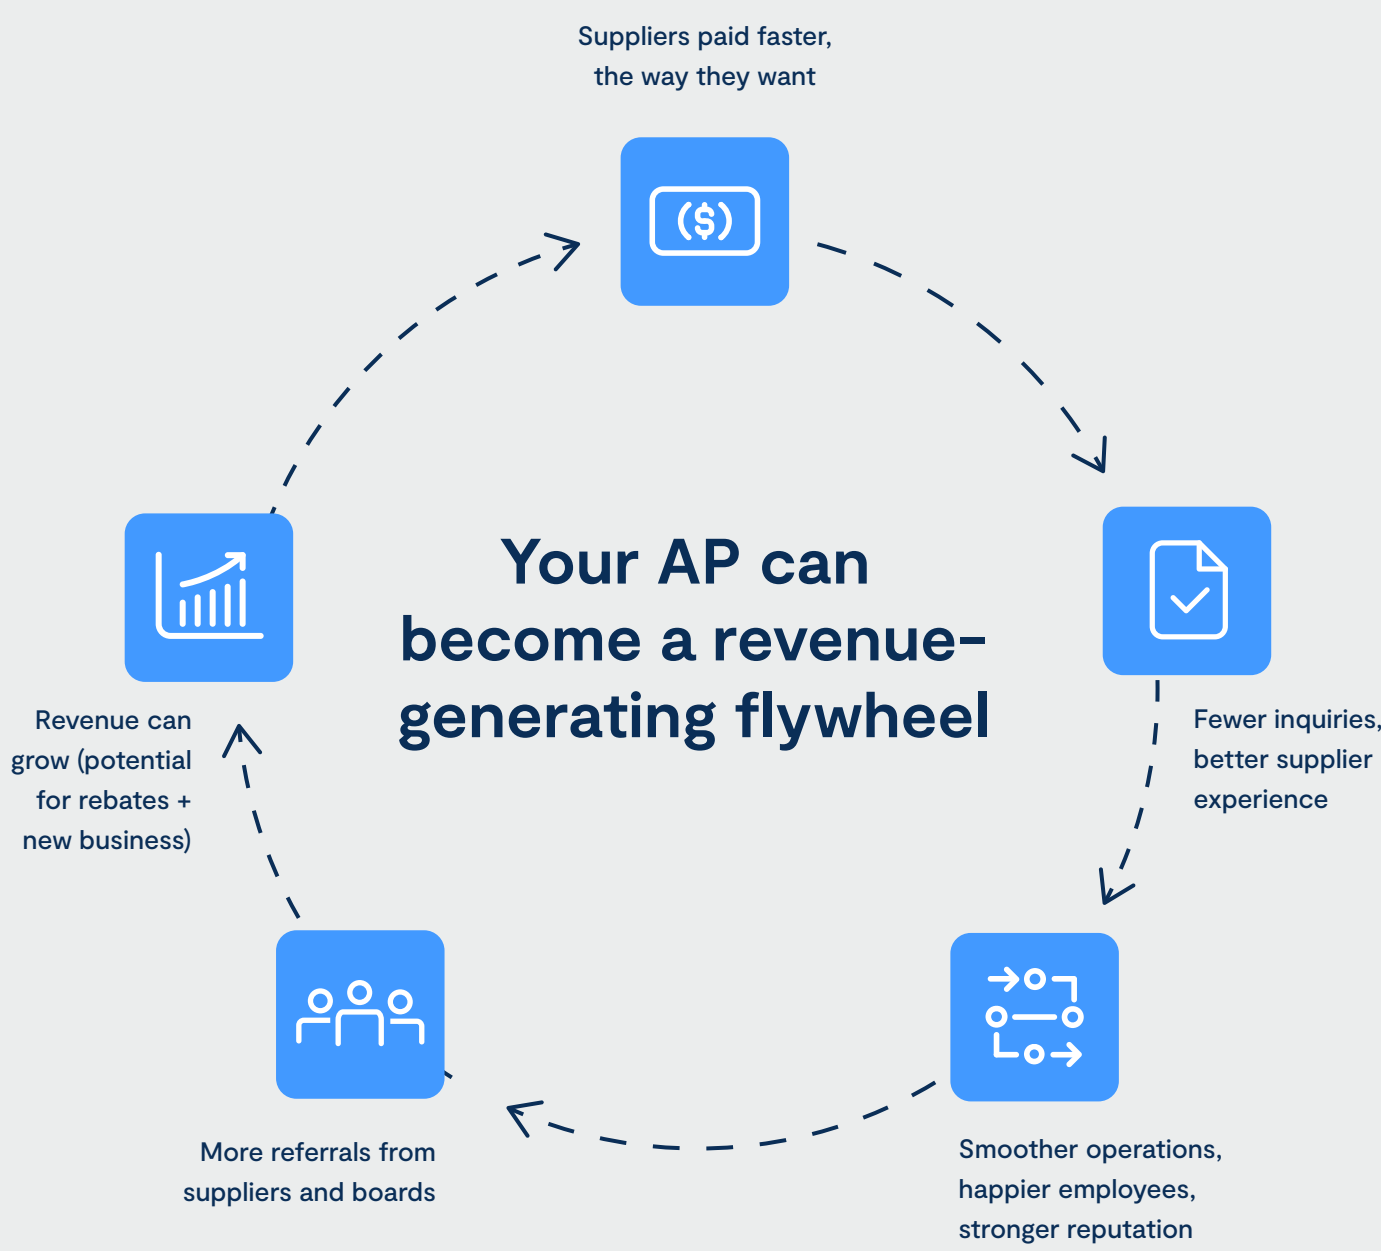 Suppliers paid faster,
the way they want
($)
Your AP can
become a revenue-
generating flywheel
Fewer inquiries,
better supplier
experience
Smoother operations,
happier employees,
stronger reputation
More referrals from
suppliers and boards
Revenue can
grow (potential
for rebates +
new business)